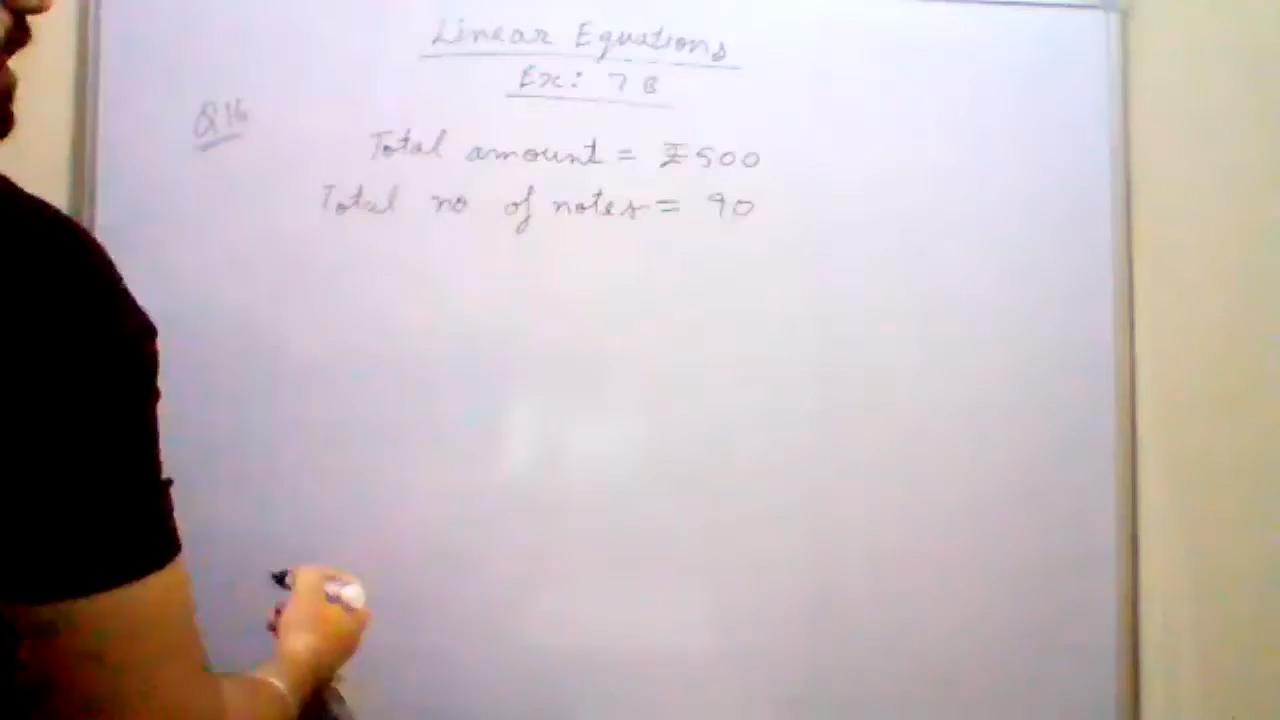 Linear Equations
Ex: 7B
Q16
Total amount = ₹500
Total no of notes = 90